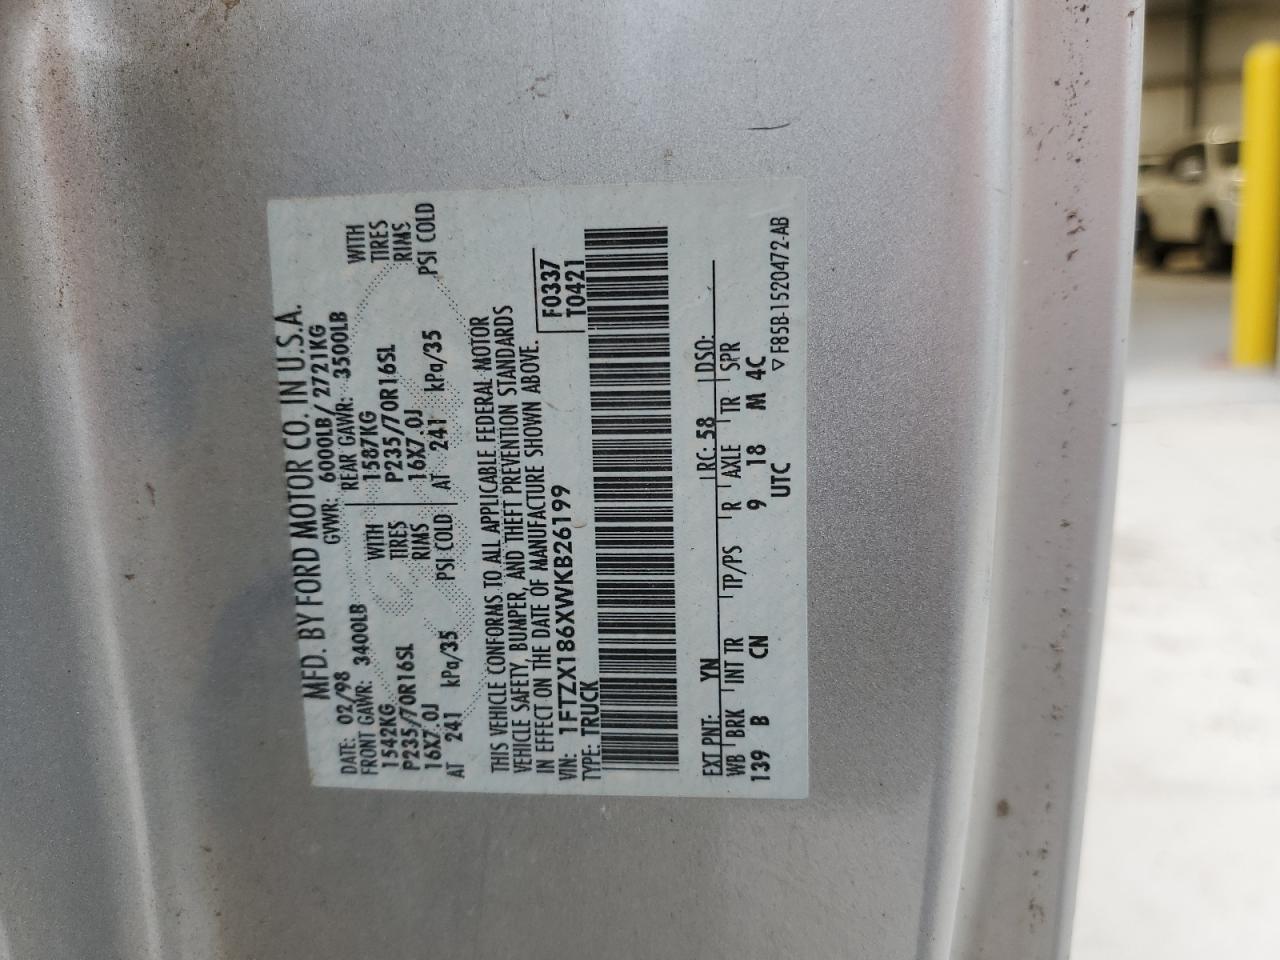 MFD. BY FORD MOTOR CO. IN U.S.A.
DATE: 02/98 GVWR: 6000LB/ 2721KG
FRONT GAWR: 3400LB REAR GAWR: 3500LB
1542KG WITH 1587KG WITH
P235/70R16SL TIRES P235/70R16SL TIRES
16X7.0J RIMS 16X7.0J RIMS
AT 241 kPa/35 PSI COLD AT 241 kPa/35 PSI COLD
THIS VEHICLE CONFORMS TO ALL APPLICABLE FEDERAL MOTOR
VEHICLE SAFETY, BUMPER, AND THEFT PREVENTION STANDARDS
IN EFFECT ON THE DATE OF MANUFACTURE SHOWN ABOVE.
VIN: 1FTZX186XWKB26199 F0337
TYPE: TRUCK T0421
EXT PNT: YN RC: 58 DSO:
WB BRK INT TR TP/PS R AXLE TR SPR
139 B CN 9 18 M 4C
UTC
▽ F85B-1520472-AB